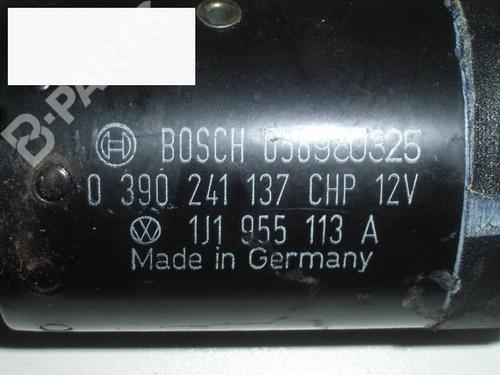 B-PARTS
BOSCH 058980325
0 390 241 137 CHP 12V
1J1 955 113 A
Made in Germany